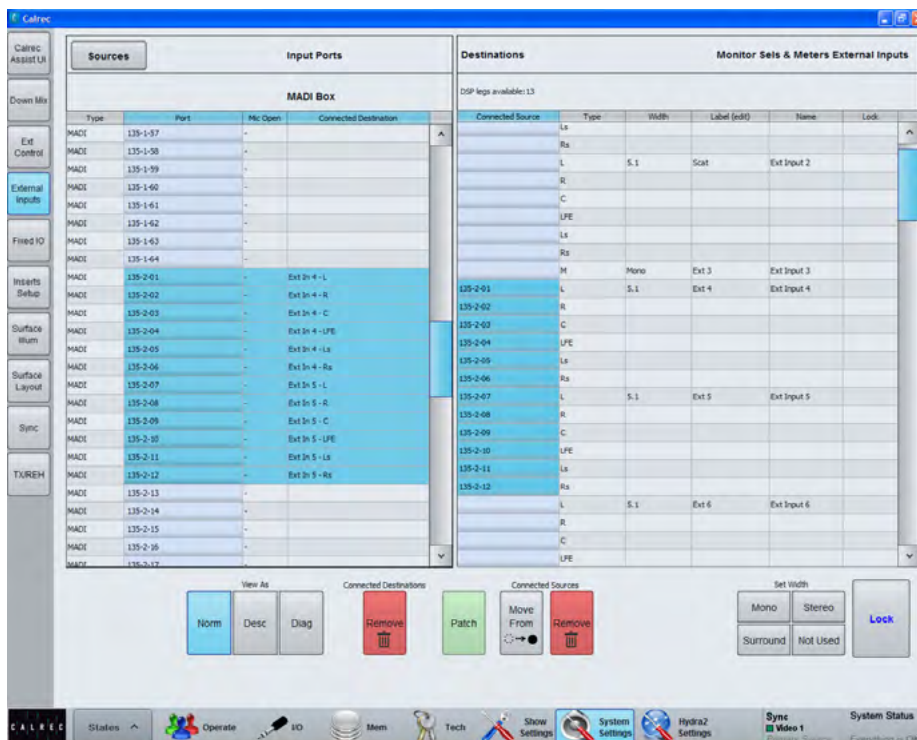 Calrec
Calrec Assist UI
Down Mix
Ext Control
External Inputs
Fixed IO
Inserts Setup
Surface Illum
Surface Layout
Sync
TX/REH
Sources Input Ports
MADI Box
Type Port Mic Open Connected Destination
MADI 135-1-57 -
MADI 135-1-58 -
MADI 135-1-59 -
MADI 135-1-60 -
MADI 135-1-61 -
MADI 135-1-62 -
MADI 135-1-63 -
MADI 135-1-64 -
MADI 135-2-01 - Ext In 4 - L
MADI 135-2-02 - Ext In 4 - R
MADI 135-2-03 - Ext In 4 - C
MADI 135-2-04 - Ext In 4 - LFE
MADI 135-2-05 - Ext In 4 - Ls
MADI 135-2-06 - Ext In 4 - Rs
MADI 135-2-07 - Ext In 5 - L
MADI 135-2-08 - Ext In 5 - R
MADI 135-2-09 - Ext In 5 - C
MADI 135-2-10 - Ext In 5 - LFE
MADI 135-2-11 - Ext In 5 - Ls
MADI 135-2-12 - Ext In 5 - Rs
MADI 135-2-13 -
MADI 135-2-14 -
MADI 135-2-15 -
MADI 135-2-16 -
MADI 135-2-17
Destinations Monitor Sels & Meters External Inputs
DSP legs available: 13
Connected Source Type Width Label (edit) Name Lock
Ls
Rs
L 5.1 Scat Ext Input 2
R
C
LFE
Ls
Rs
M Mono Ext 3 Ext Input 3
135-2-01 L 5.1 Ext 4 Ext Input 4
135-2-02 R
135-2-03 C
135-2-04 LFE
135-2-05 Ls
135-2-06 Rs
135-2-07 L 5.1 Ext 5 Ext Input 5
135-2-08 R
135-2-09 C
135-2-10 LFE
135-2-11 Ls
135-2-12 Rs
L 5.1 Ext 6 Ext Input 6
R
C
LFE
View As Connected Destinations Connected Sources Set Width
Norm Desc Diag Remove Patch Move From Remove
Mono Stereo
Surround Not Used
Lock
CALREC States Operate I/O Mem Tech Show Settings System Settings Hydra2 Settings
Sync
Video 1
System Status